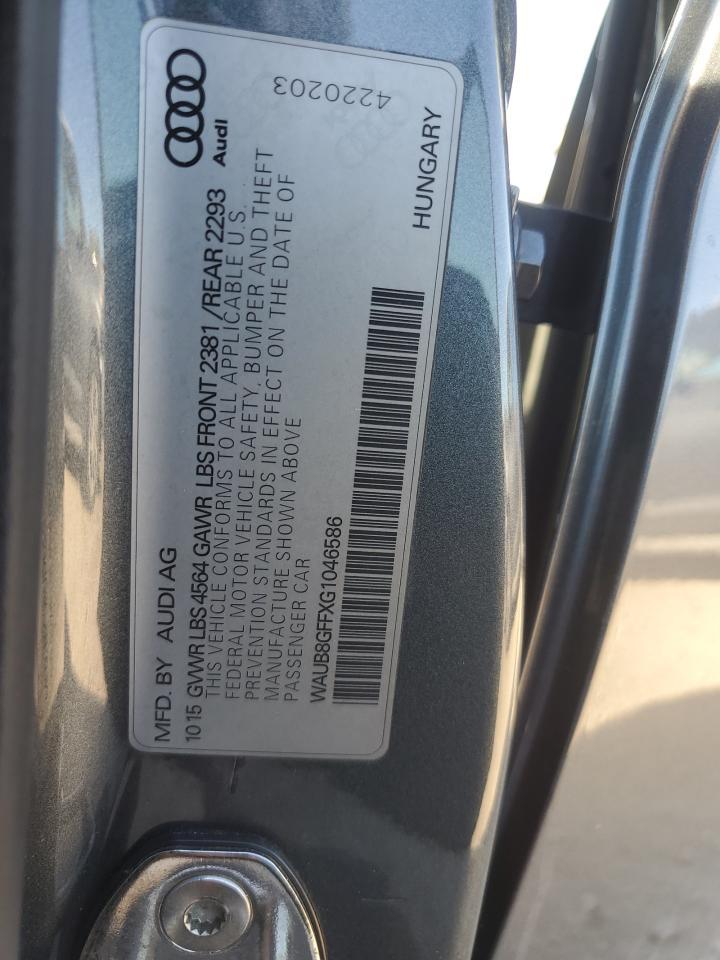 MFD. BY AUDI AG
Audi
10 15 GVWR LBS 4564 GAWR LBS FRONT 2381 /REAR 2293
THIS VEHICLE CONFORMS TO ALL APPLICABLE U.S.
FEDERAL MOTOR VEHICLE SAFETY, BUMPER AND THEFT
PREVENTION STANDARDS IN EFFECT ON THE DATE OF
MANUFACTURE SHOWN ABOVE
PASSENGER CAR
4220203
WAUB8GFFXG1046586
HUNGARY